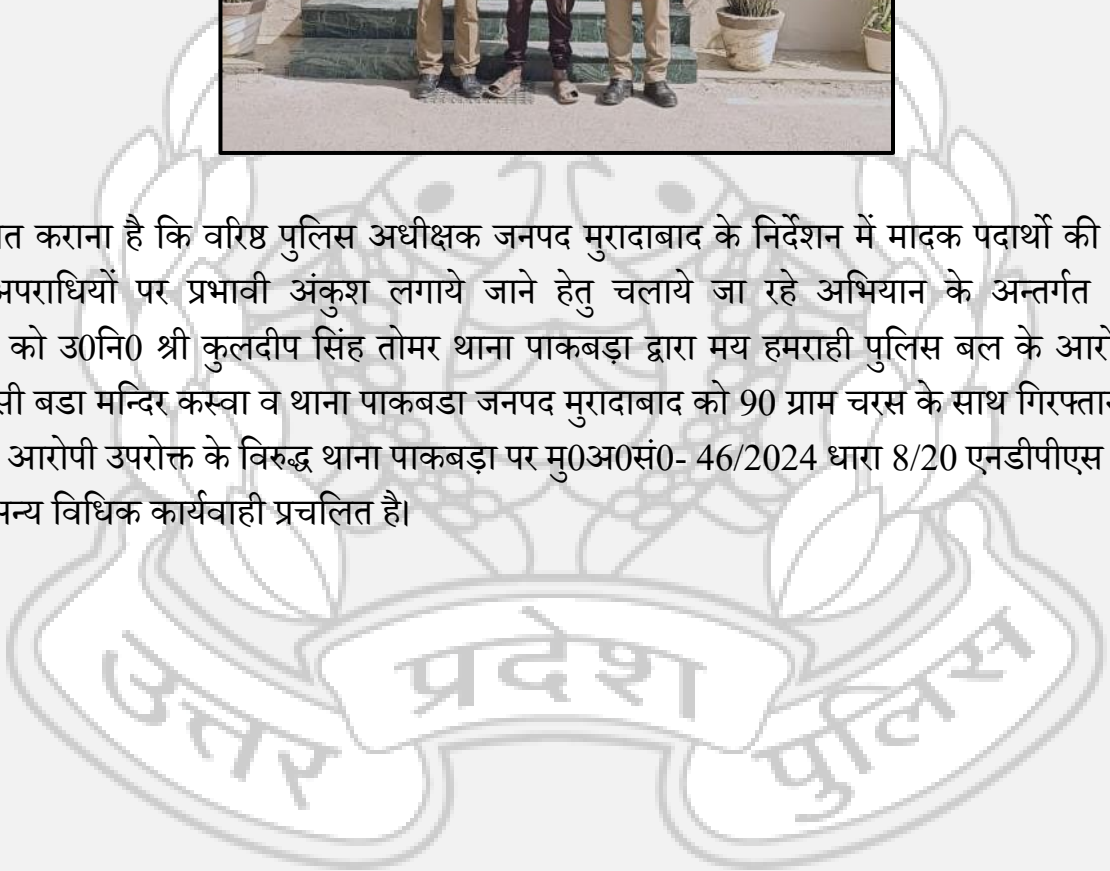 त कराना है कि वरिष्ठ पुलिस अधीक्षक जनपद मुरादाबाद के निर्देशन में मादक पदार्थो की
अपराधियों पर प्रभावी अंकुश लगाये जाने हेतु चलाये जा रहे अभियान के अन्तर्गत
को उ0नि0 श्री कुलदीप सिंह तोमर थाना पाकबड़ा द्वारा मय हमराही पुलिस बल के आरो
सी बडा मन्दिर कस्वा व थाना पाकबडा जनपद मुरादाबाद को 90 ग्राम चरस के साथ गिरफ्तार
आरोपी उपरोक्त के विरुद्ध थाना पाकबड़ा पर मु0अ0सं0- 46/2024 धारा 8/20 एनडीपीएस
अन्य विधिक कार्यवाही प्रचलित है।
उत्तर प्रदेश पुलिस